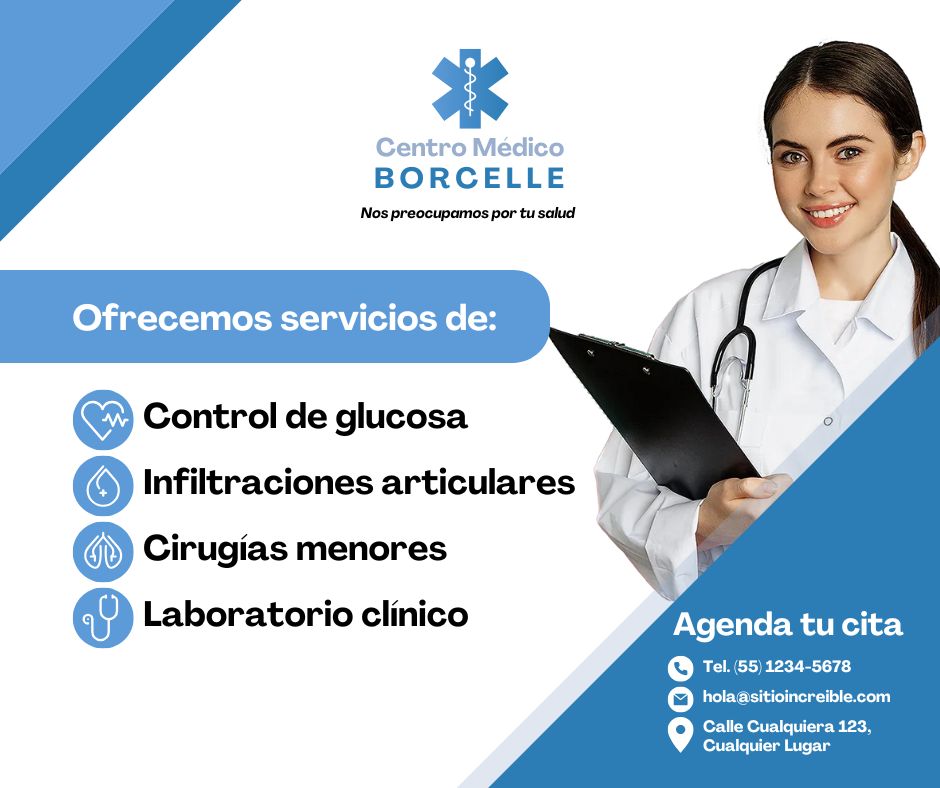 Centro Médico
BORCELLE
Nos preocupamos por tu salud
Ofrecemos servicios de:
Control de glucosa
Infiltraciones articulares
Cirugías menores
Laboratorio clínico
Agenda tu cita
Tel. (55) 1234-5678
hola@sitioincreible.com
Calle Cualquiera 123,
Cualquier Lugar